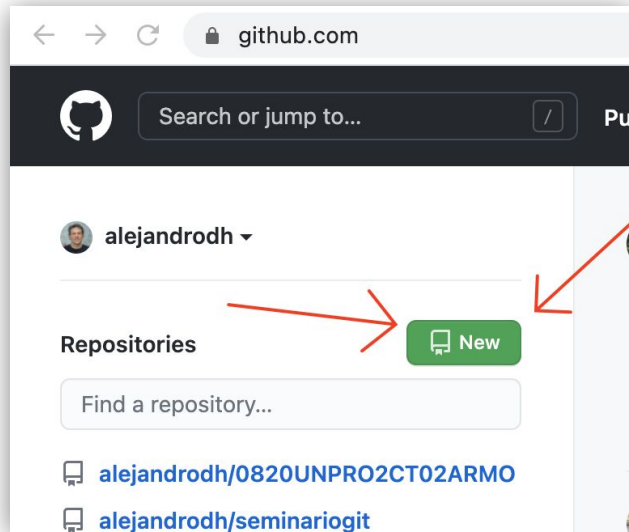 github.com
Search or jump to...
/
Pu
alejandrodh
Repositories
New
Find a repository...
alejandrodh/0820UNPRO2CT02ARMO
alejandrodh/seminariogit